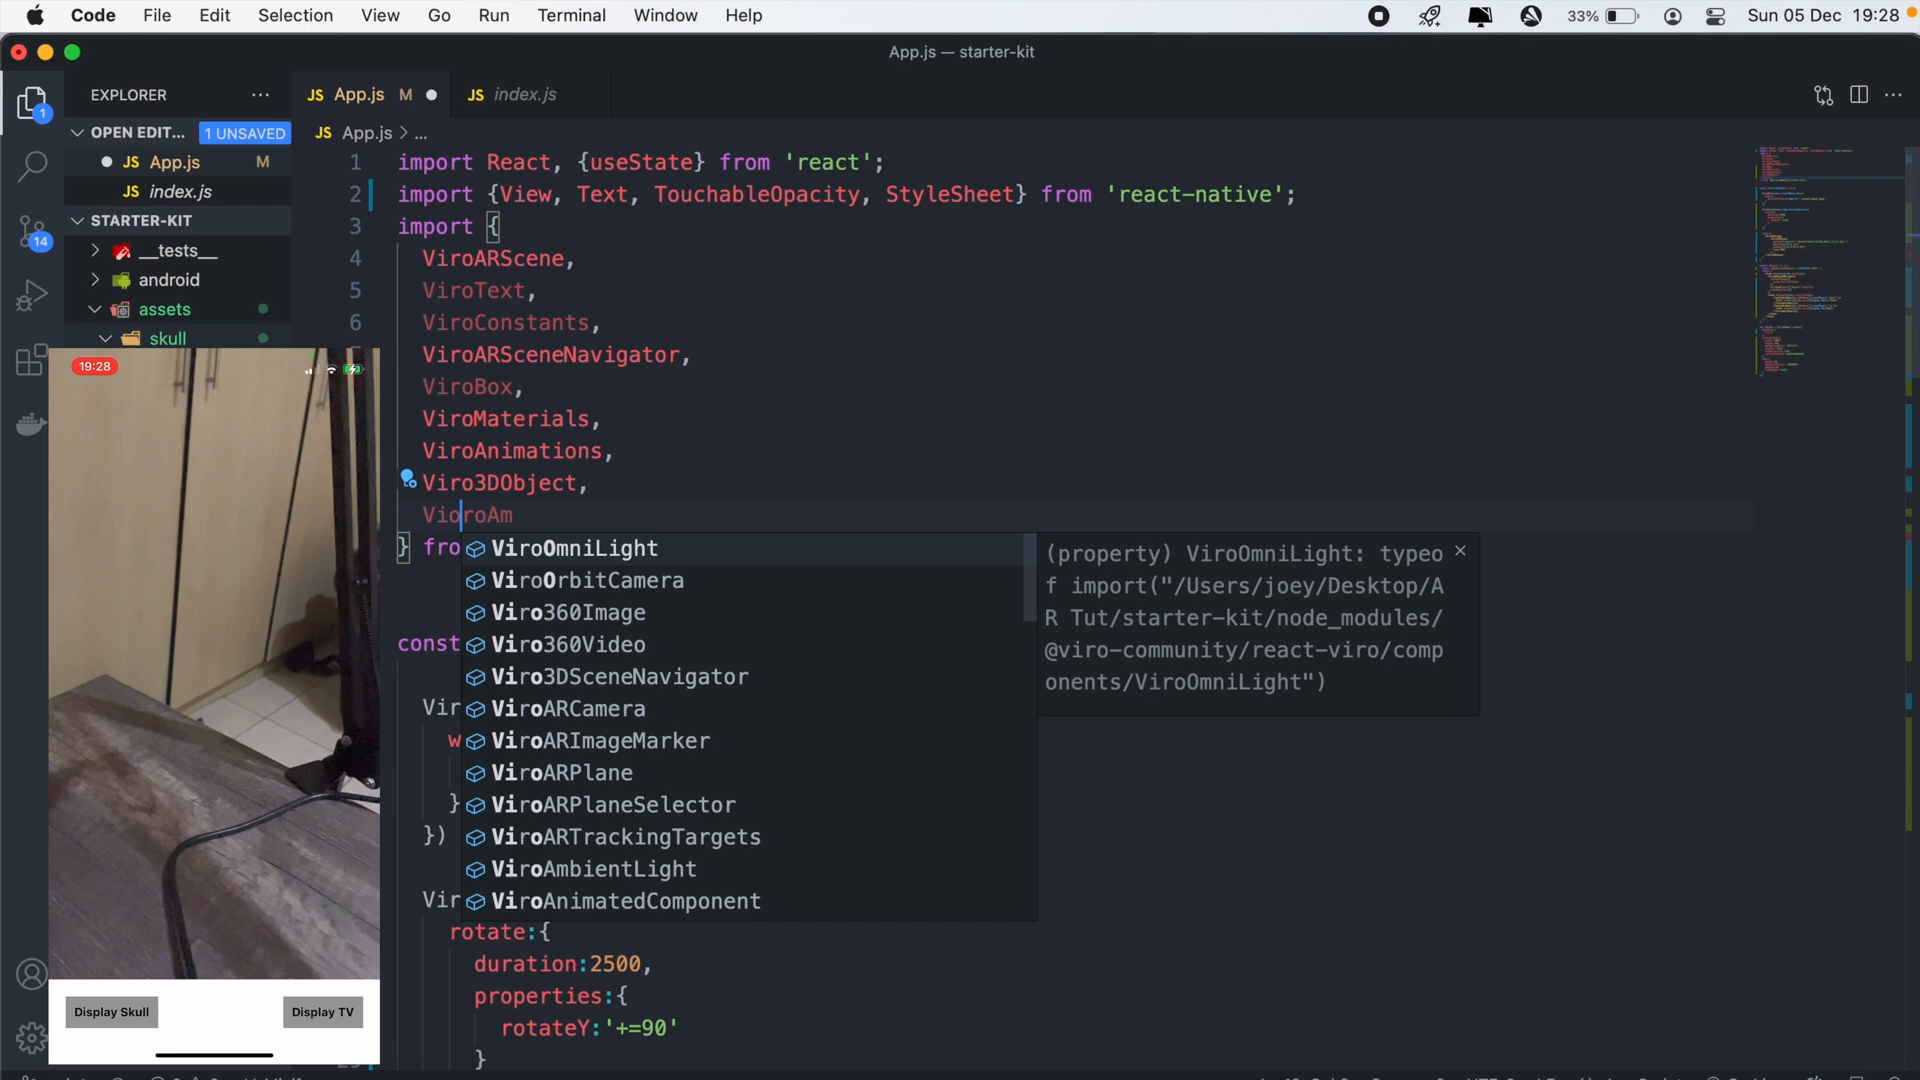 Code File Edit Selection View Go Run Terminal Window Help 33% Sun 05 Dec 19:28
App.js — starter-kit
EXPLORER
JS App.js M
JS index.js
OPEN EDIT... 1 UNSAVED
JS App.js M
JS index.js
STARTER-KIT
__tests__
android
assets
skull
1
14
JS App.js > ...
1 import React, {useState} from 'react';
2 import {View, Text, TouchableOpacity, StyleSheet} from 'react-native';
3 import {
4 ViroARScene,
5 ViroText,
6 ViroConstants,
ViroARSceneNavigator,
ViroBox,
ViroMaterials,
ViroAnimations,
Viro3DObject,
VioroAm
} fro
ViroOmniLight
ViroOrbitCamera
Viro360Image
Viro360Video
Viro3DSceneNavigator
ViroARCamera
ViroARImageMarker
ViroARPlane
ViroARPlaneSelector
ViroARTrackingTargets
ViroAmbientLight
ViroAnimatedComponent
(property) ViroOmniLight: typeo
f import("/Users/joey/Desktop/A
R Tut/starter-kit/node_modules/
@viro-community/react-viro/comp
onents/ViroOmniLight")
const
Vir
w
}
})
Vir
rotate:{
duration:2500,
properties:{
rotateY:'+=90'
}
19:28
Display Skull
Display TV